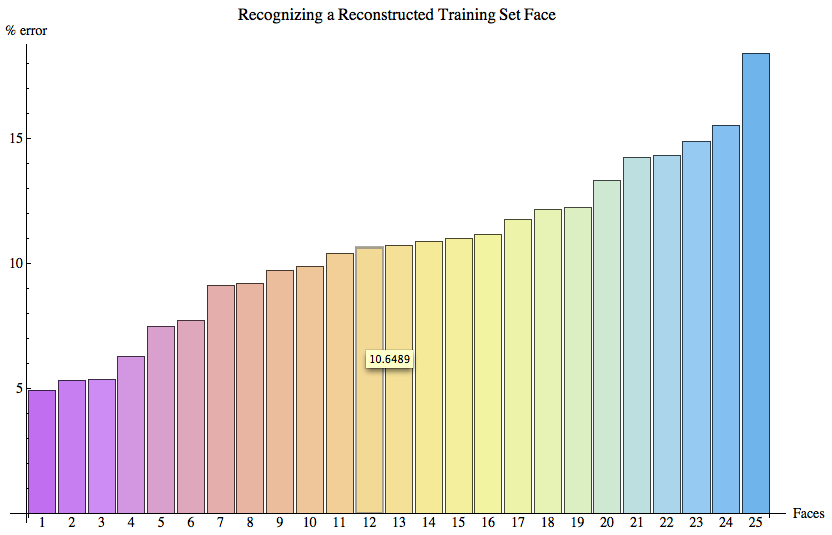 Recognizing a Reconstructed Training Set Face
% error
15
10
10.6489
5
Faces
1 2 3 4 5 6 7 8 9 10 11 12 13 14 15 16 17 18 19 20 21 22 23 24 25